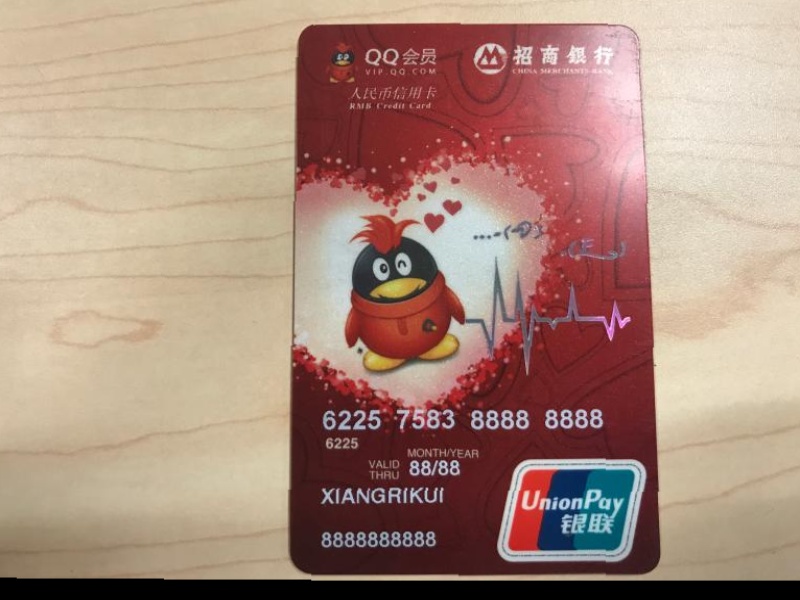 QQ会员
VIP.QQ.COM
招商银行
CHINA MERCHANTS BANK
人民币信用卡
RMB Credit Card
6225 7583 8888 8888
6225
MONTH/YEAR
VALID THRU 88/88
XIANGRIKUI
8888888888
UnionPay
银联